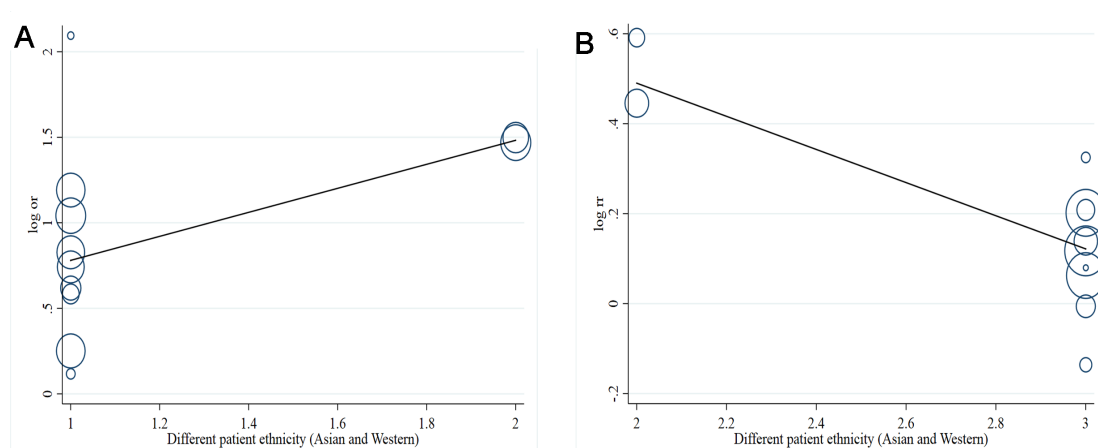 A
2
1.5
1
.5
0
log or
1 1.2 1.4 1.6 1.8 2
Different patient ethnicity (Asian and Western)
B
.6
.4
.2
0
-.2
log rr
2 2.2 2.4 2.6 2.8 3
Different patient ethnicity (Asian and Western)